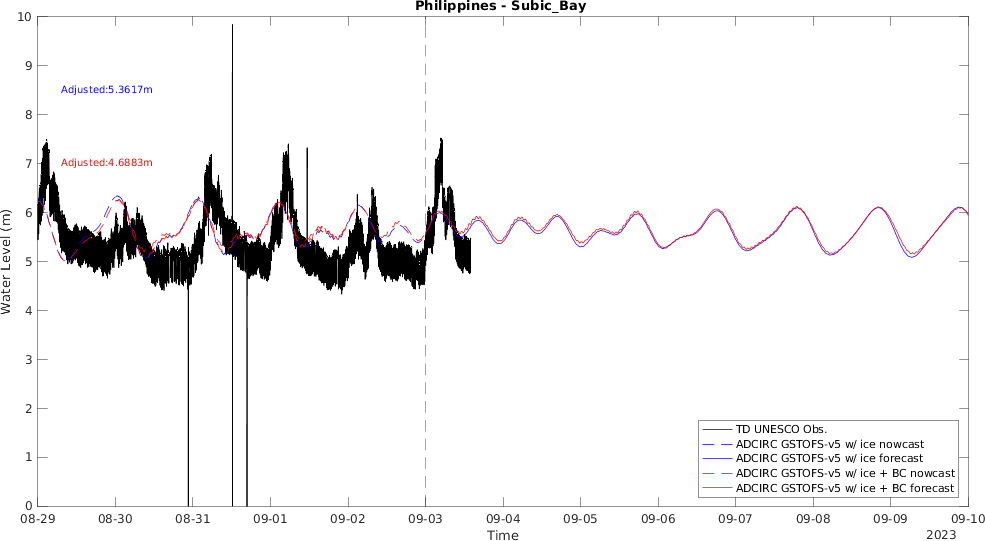 Philippines - Subic_Bay
10
9
8
7
6
5
4
3
2
1
0
Water Level (m)
Adjusted:5.3617m
Adjusted:4.6883m
TD UNESCO Obs.
ADCIRC GSTOFS-v5 w/ ice nowcast
ADCIRC GSTOFS-v5 w/ ice forecast
ADCIRC GSTOFS-v5 w/ ice + BC nowcast
ADCIRC GSTOFS-v5 w/ ice + BC forecast
08-29 08-30 08-31 09-01 09-02 09-03 09-04 09-05 09-06 09-07 09-08 09-09 09-10
Time
2023